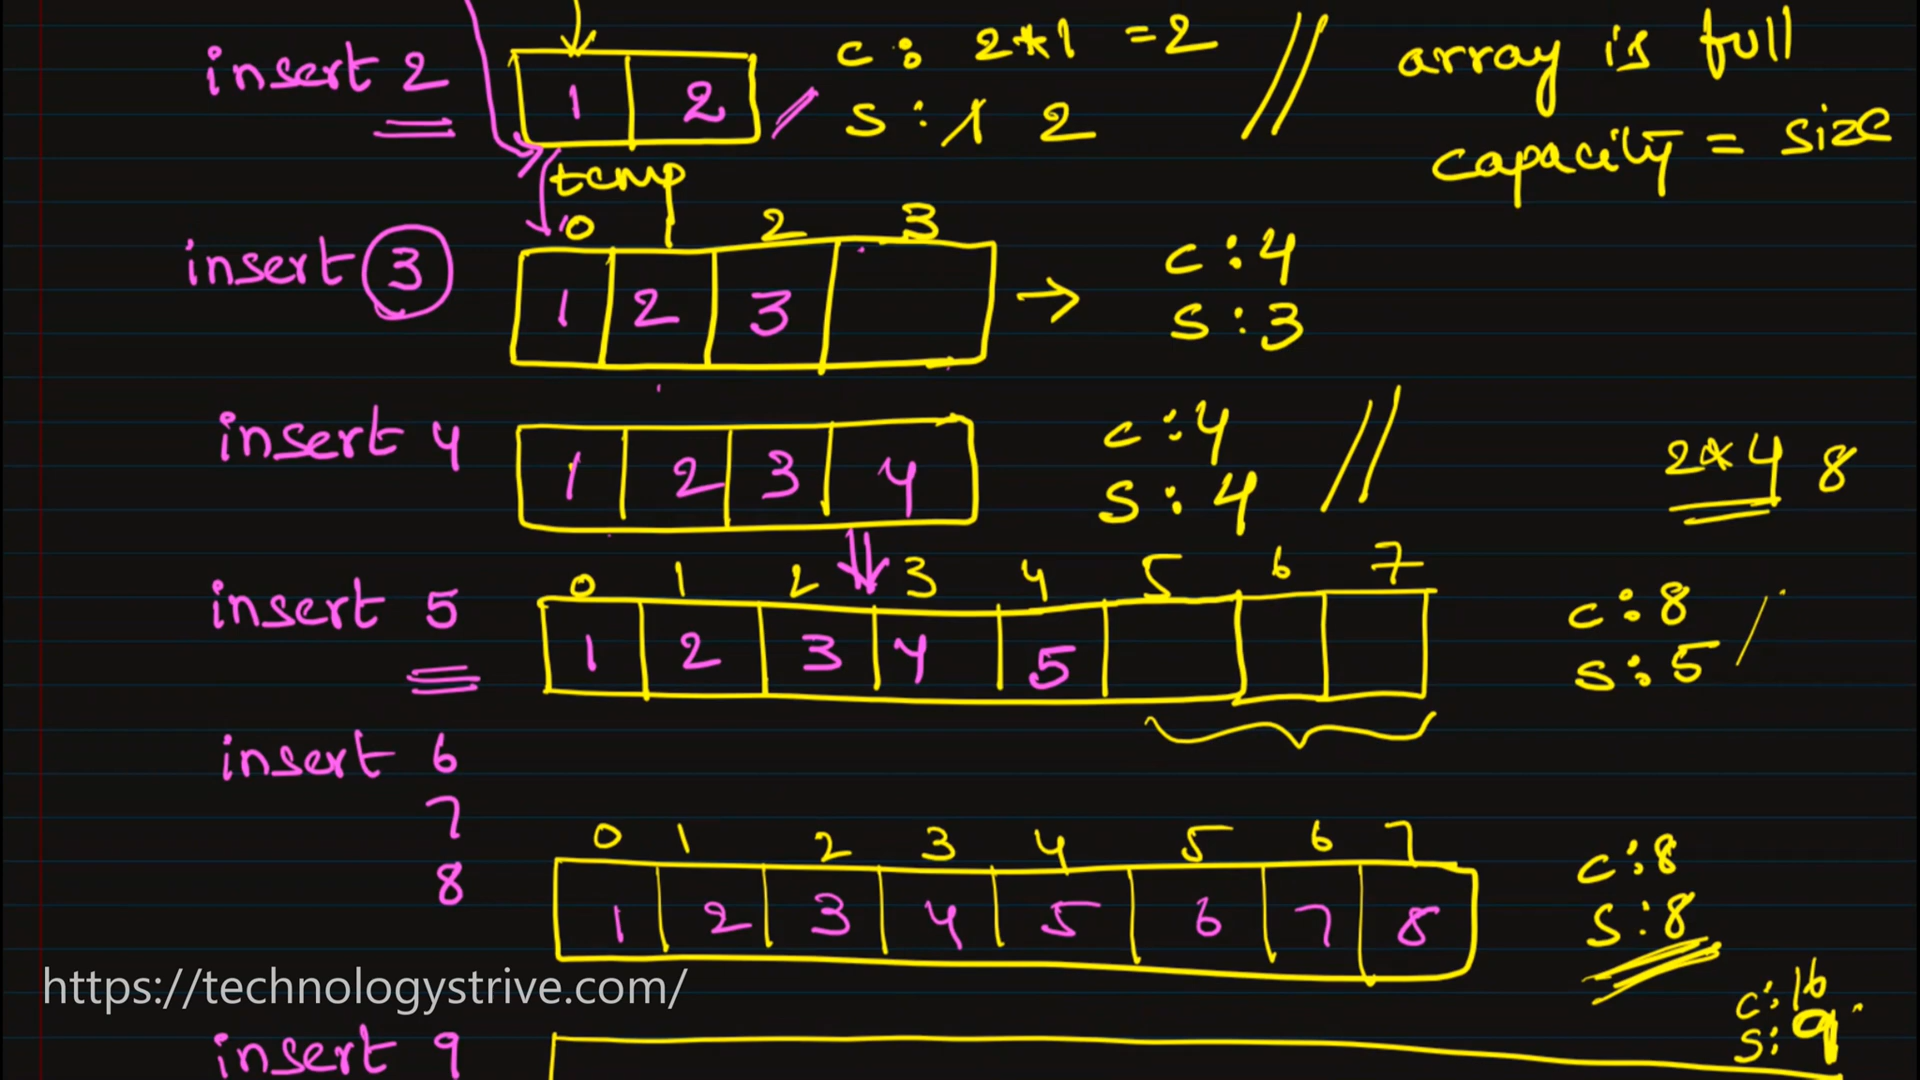 insert 2
1 2
c: 2*1 = 2
s: 1 2
array is full
capacity = size
temp
0 1 2 3
insert 3
1 2 3
c: 4
s: 3
insert 4
1 2 3 4
c: 4
s: 4
2*4 8
0 1 2 3 4 5 6 7
insert 5
1 2 3 4 5
c: 8
s: 5
insert 6
7
8
0 1 2 3 4 5 6 7
1 2 3 4 5 6 7 8
c: 8
s: 8
https://technologystrive.com/
insert 9
c: 16
s: 9